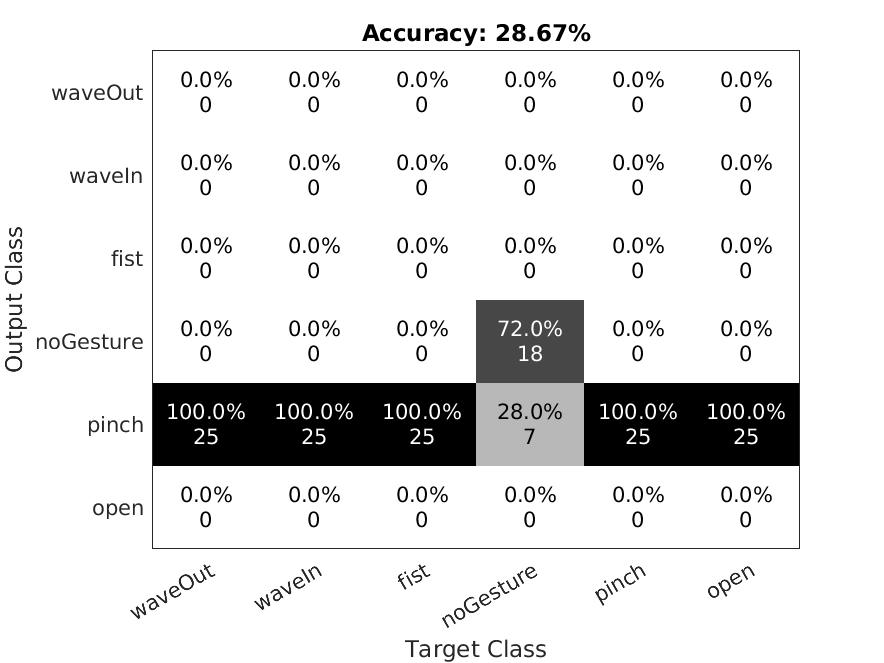 Accuracy: 28.67%
waveOut
0.0% 0.0% 0.0% 0.0% 0.0% 0.0%
0 0 0 0 0 0
waveIn
0.0% 0.0% 0.0% 0.0% 0.0% 0.0%
0 0 0 0 0 0
fist
0.0% 0.0% 0.0% 0.0% 0.0% 0.0%
0 0 0 0 0 0
noGesture
0.0% 0.0% 0.0% 72.0% 0.0% 0.0%
0 0 0 18 0 0
pinch
100.0% 100.0% 100.0% 28.0% 100.0% 100.0%
25 25 25 7 25 25
open
0.0% 0.0% 0.0% 0.0% 0.0% 0.0%
0 0 0 0 0 0
Output Class
waveOut waveIn fist noGesture pinch open
Target Class